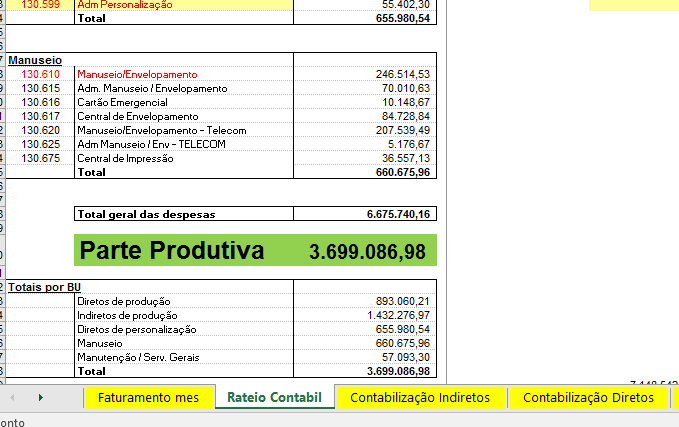 130.599 Adm Personalização 55.402,30
Total 655.980,54
Manuseio
130.610 Manuseio/Envelopamento 246.514,53
130.615 Adm. Manuseio / Envelopamento 70.010,63
130.616 Cartão Emergencial 10.148,67
130.617 Central de Envelopamento 84.728,84
130.620 Manuseio/Envelopamento - Telecom 207.539,49
130.625 Adm Manuseio / Env - TELECOM 5.176,67
130.675 Central de Impressão 36.557,13
Total 660.675,96
Total geral das despesas 6.675.740,16
Parte Produtiva 3.699.086,98
Totais por BU
Diretos de produção 893.060,21
Indiretos de produção 1.432.276,97
Diretos de personalização 655.980,54
Manuseio 660.675,96
Manutenção / Serv. Gerais 57.093,30
Total 3.699.086,98
Faturamento mes Rateio Contabil Contabilização Indiretos Contabilização Diretos
onto